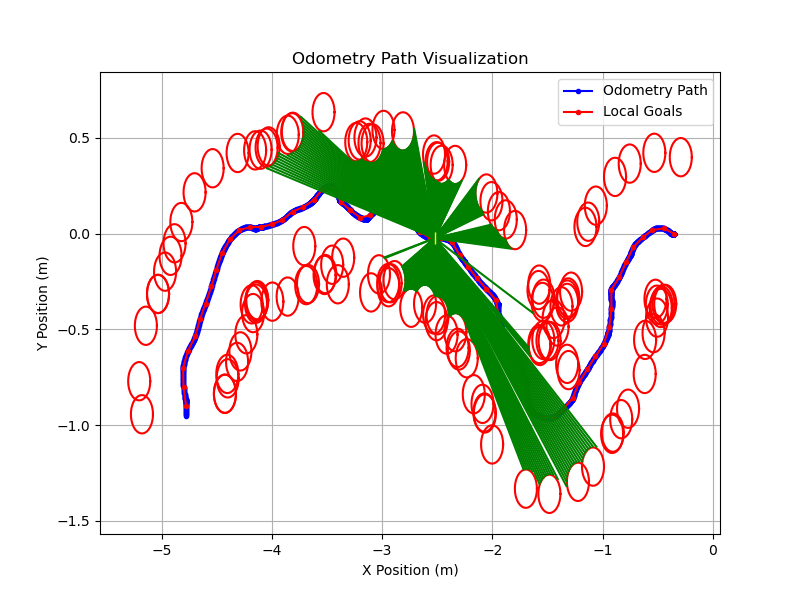 Odometry Path Visualization
Odometry Path
Local Goals
Y Position (m)
0.5
0.0
−0.5
−1.0
−1.5
−5
−4
−3
−2
−1
0
X Position (m)